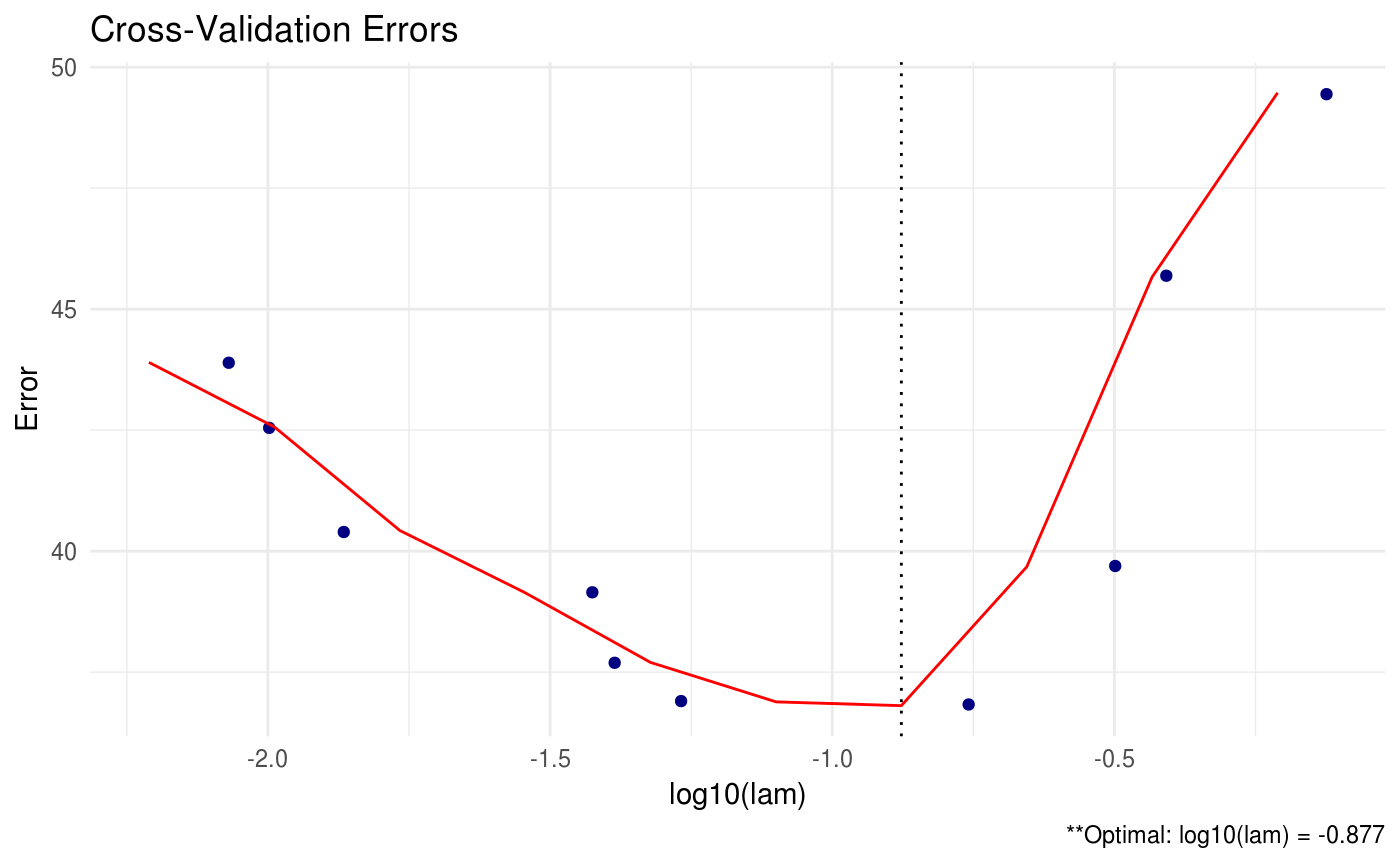 Cross-Validation Errors
50
45
40
Error
-2.0 -1.5 -1.0 -0.5
log10(lam)
**Optimal: log10(lam) = -0.877